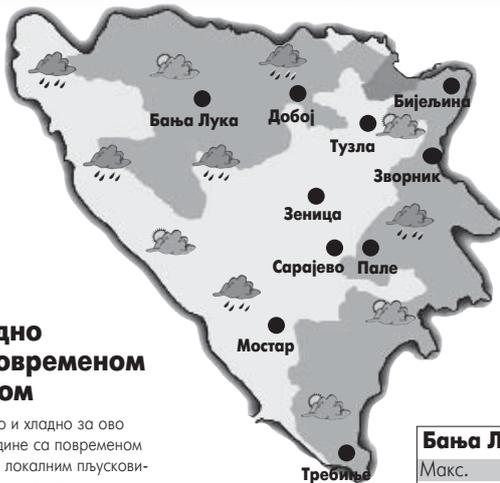 Бања Лука
Добој
Бијељина
Тузла
Зворник
Зеница
Сарајево
Пале
Мостар
Требиње
дно
овременом
ом
о и хладно за ово
дине са повременом
локалним пљускови-
Бања Л
Макс.